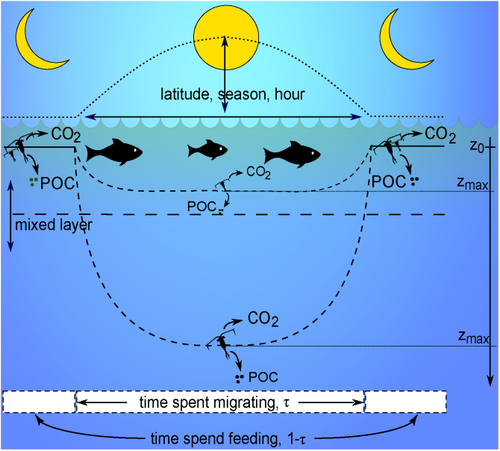 latitude, season, hour
CO2
CO2
z0
CO2
POC
POC
zmax
POC
mixed layer
CO2
zmax
POC
time spent migrating, τ
time spend feeding, 1-τ